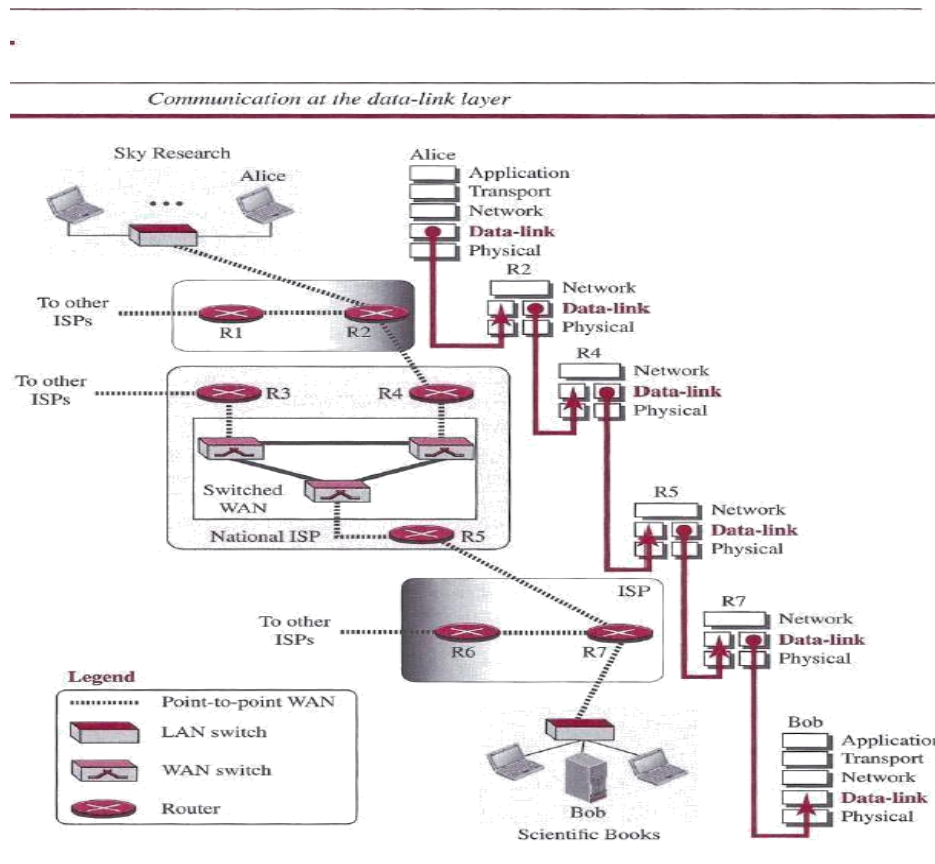 Communication at the data-link layer
Sky Research
Alice
Alice
Application
Transport
Network
Data-link
Physical
R2
Network
Data-link
Physical
To other
ISPs
R1
R2
R4
Network
Data-link
Physical
To other
ISPs
R3
R4
Switched
WAN
National ISP
R5
R5
Network
Data-link
Physical
ISP
To other
ISPs
R6
R7
R7
Network
Data-link
Physical
Legend
Point-to-point WAN
LAN switch
WAN switch
Router
Bob
Scientific Books
Bob
Application
Transport
Network
Data-link
Physical